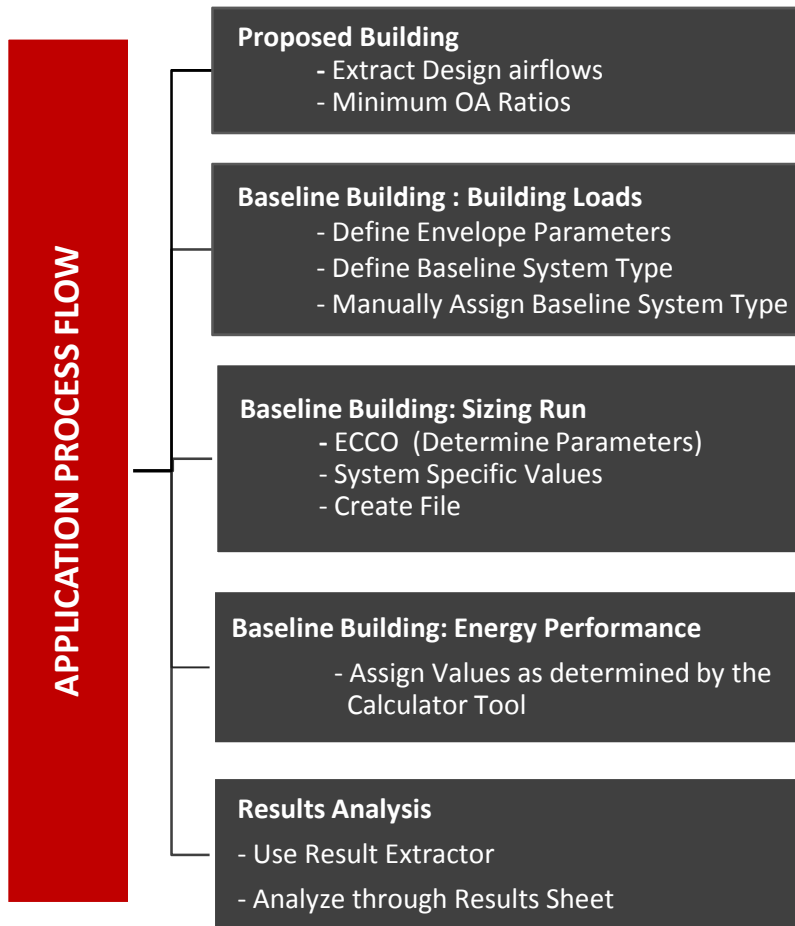 APPLICATION PROCESS FLOW
Proposed Building
- Extract Design airflows
- Minimum OA Ratios
Baseline Building : Building Loads
- Define Envelope Parameters
- Define Baseline System Type
- Manually Assign Baseline System Type
Baseline Building: Sizing Run
- ECCO (Determine Parameters)
- System Specific Values
- Create File
Baseline Building: Energy Performance
- Assign Values as determined by the
Calculator Tool
Results Analysis
- Use Result Extractor
- Analyze through Results Sheet